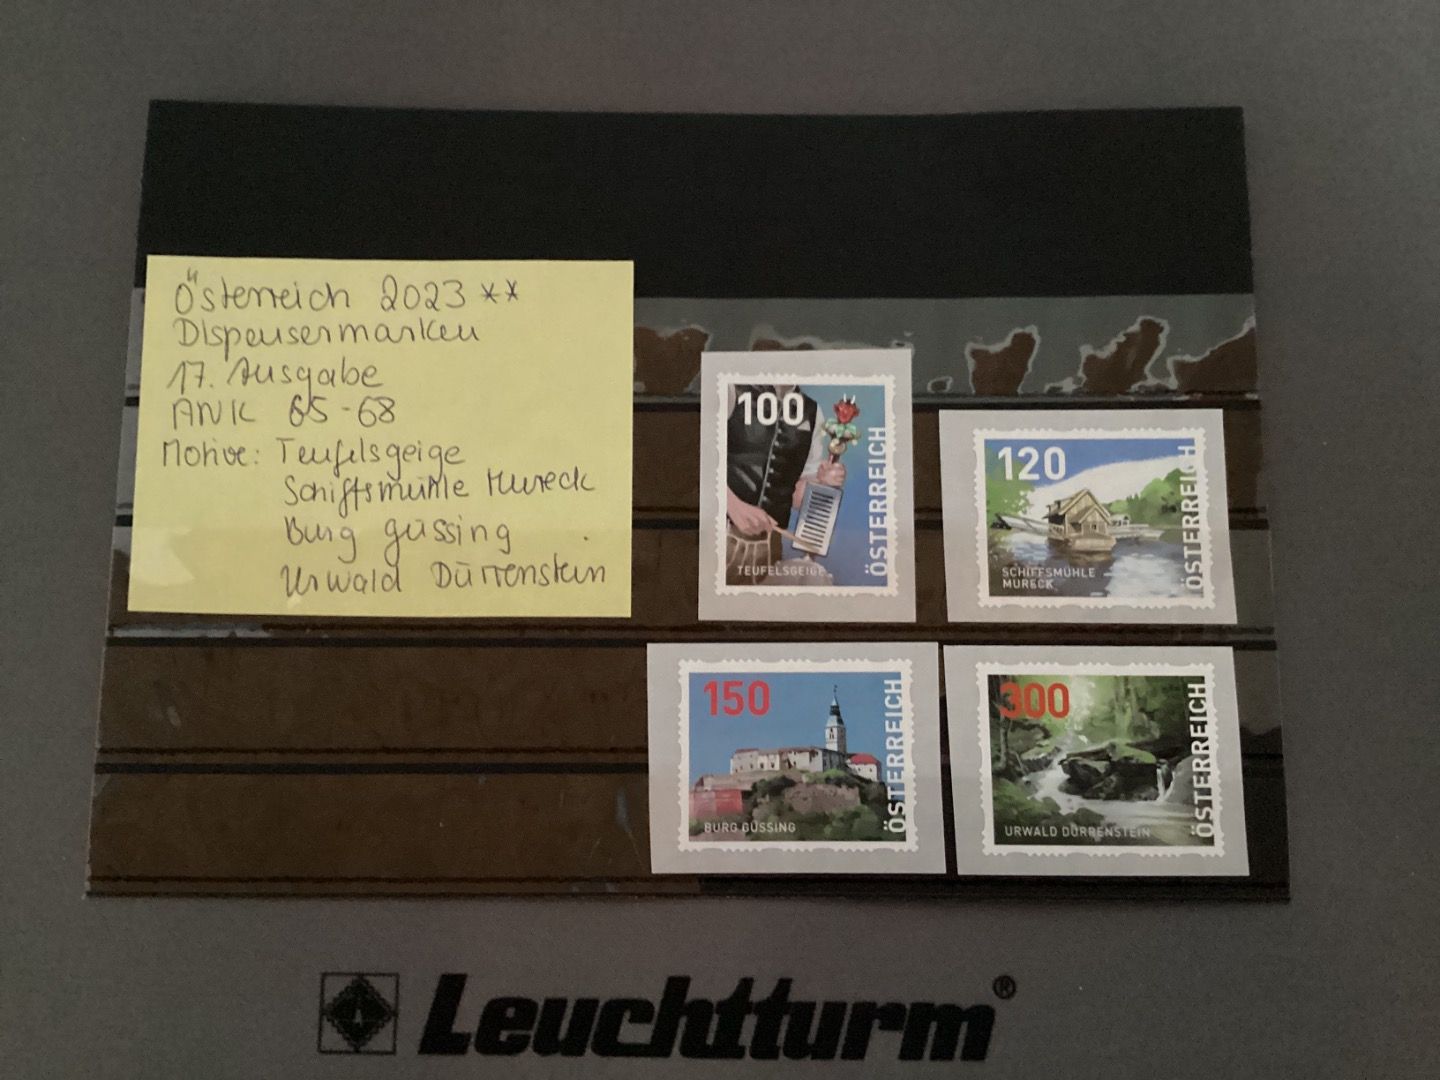 Österreich 2023 **
Dispensermarken
17. Ausgabe
ANK 65-68
Motive: Teufelsgeige
Schiffsmühle Mureck
Burg Güssing
Urwald Dürrenstein
100
ÖSTERREICH
TEUFELSGEIGE
120
ÖSTERREICH
SCHIFFSMÜHLE
MURECK
150
ÖSTERREICH
BURG GÜSSING
300
ÖSTERREICH
URWALD DÜRRENSTEIN
Leuchtturm®